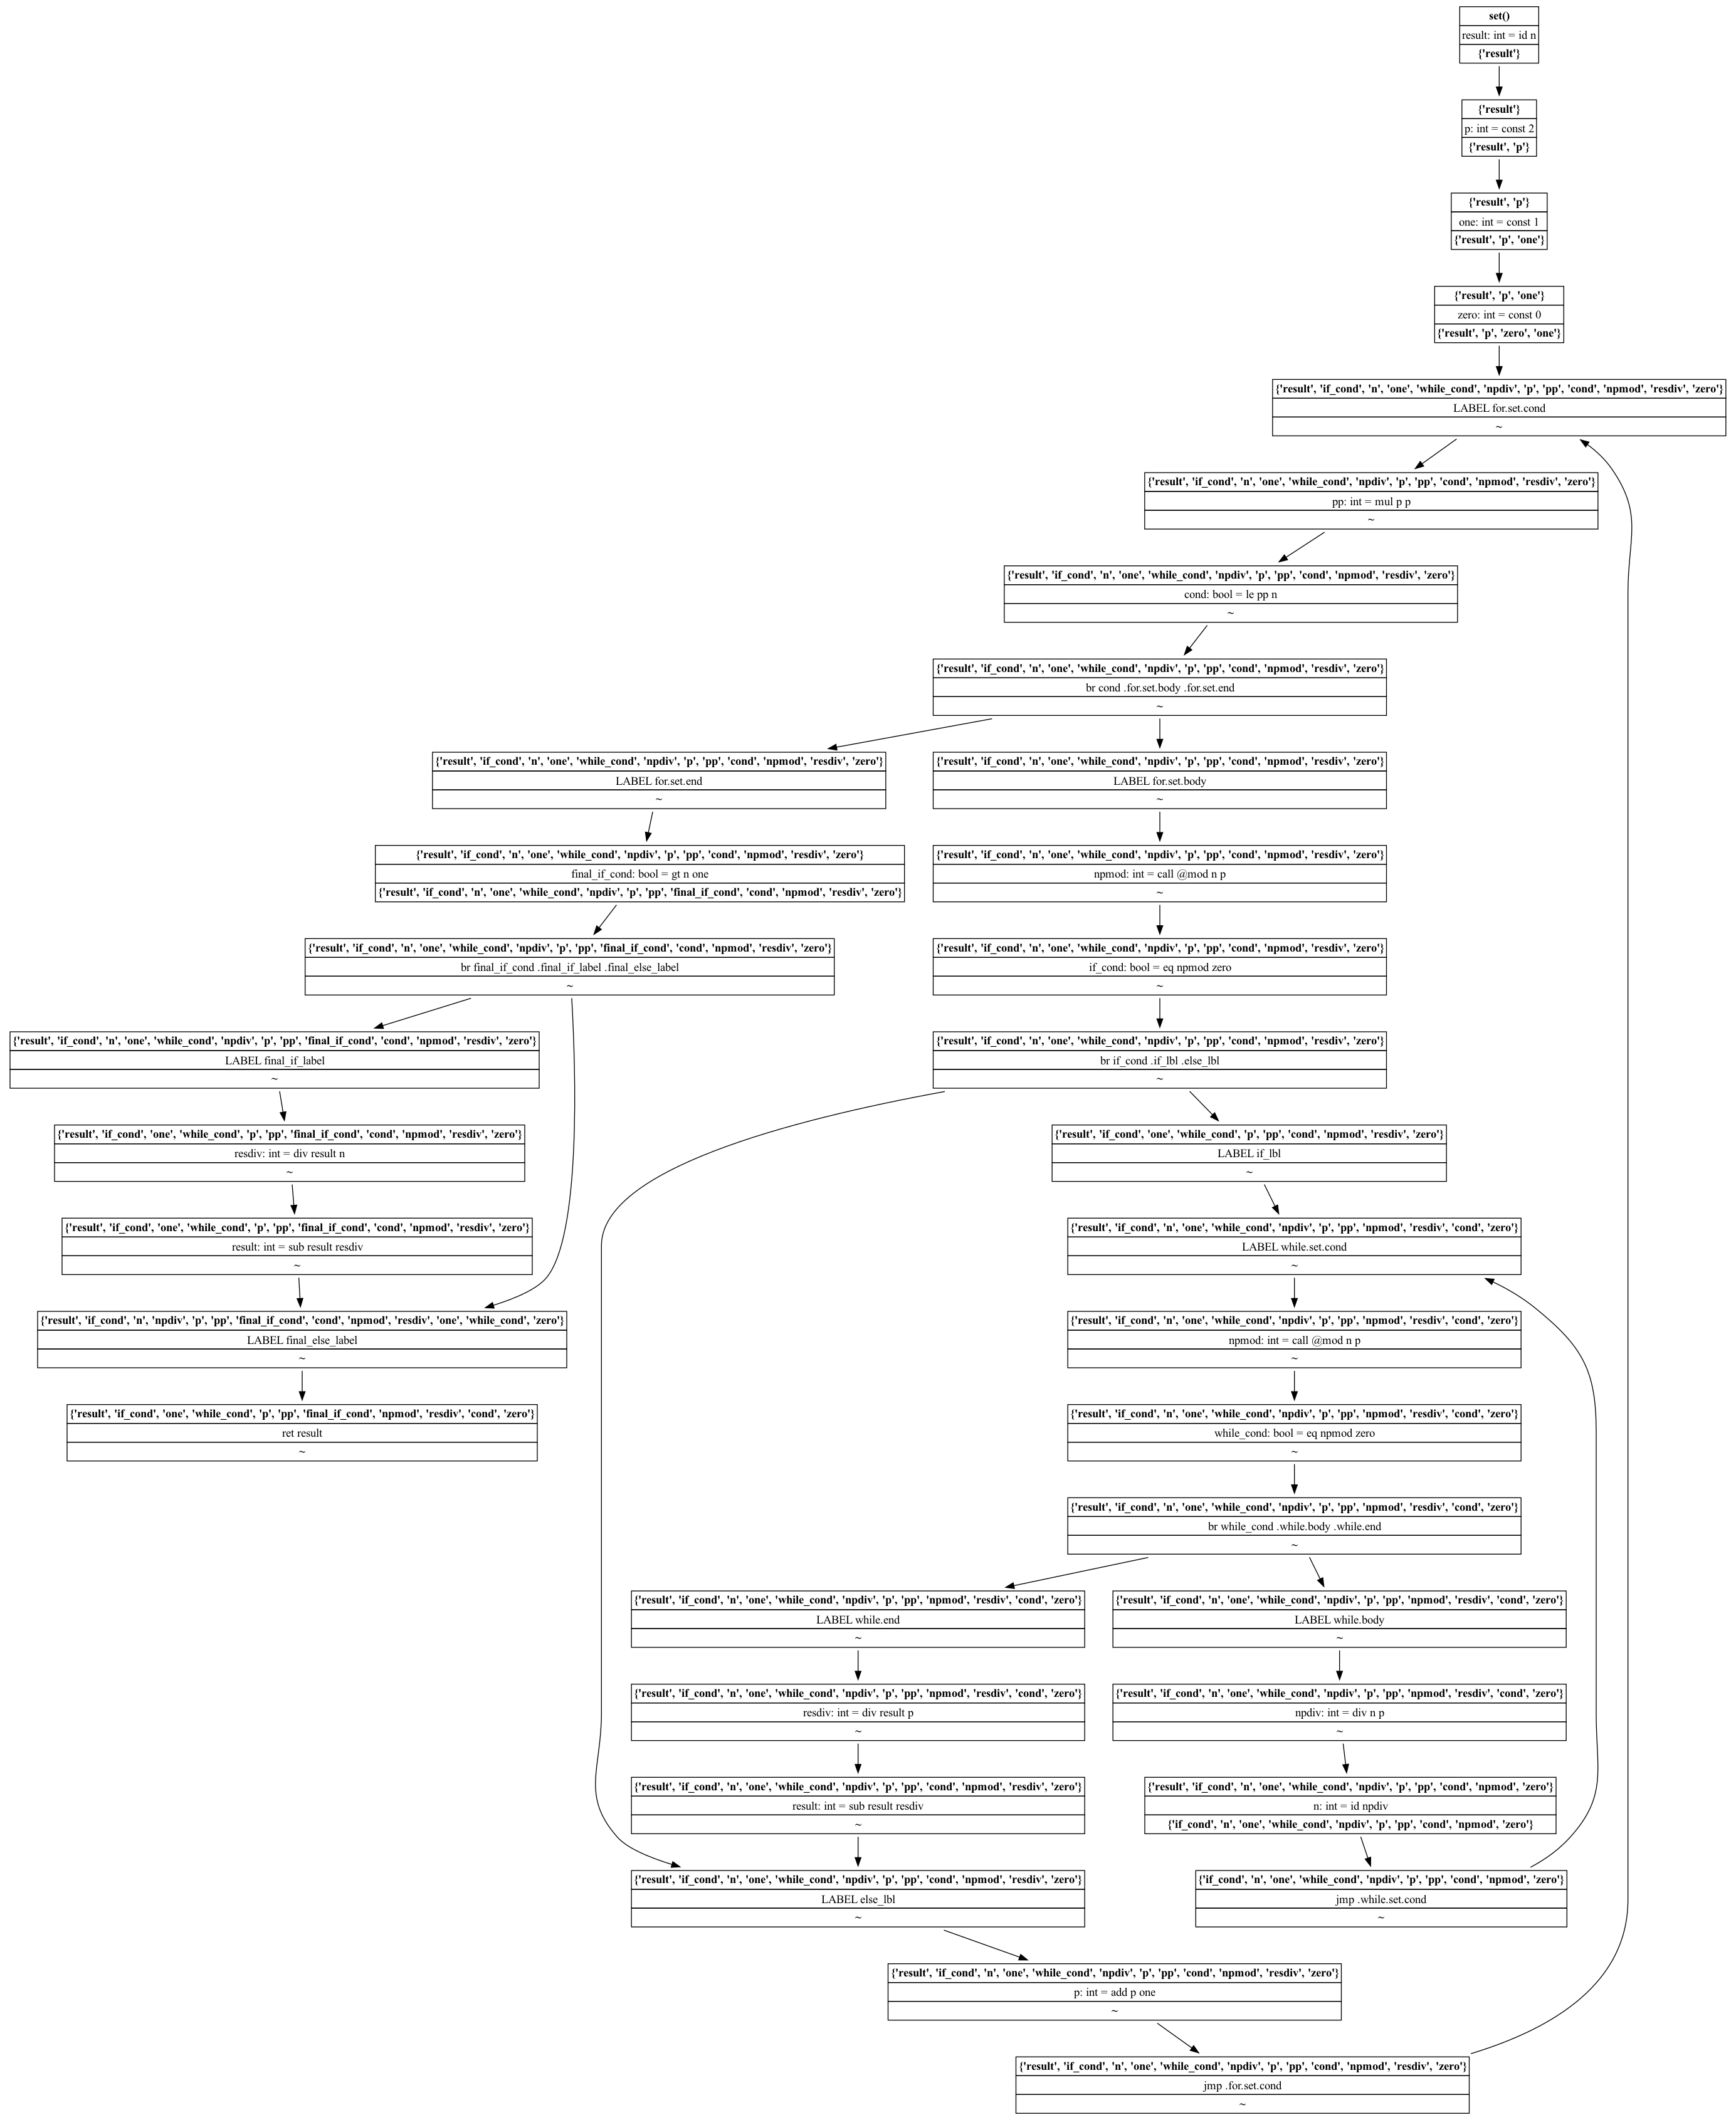 set()
result: int = id n
{'result'}
{'result'}
p: int = const 2
{'result', 'p'}
{'result', 'p'}
one: int = const 1
{'result', 'p', 'one'}
{'result', 'p', 'one'}
zero: int = const 0
{'result', 'p', 'zero', 'one'}
{'result', 'if_cond', 'n', 'one', 'while_cond', 'npdiv', 'p', 'pp', 'cond', 'npmod', 'resdiv', 'zero'}
LABEL for.set.cond
~
{'result', 'if_cond', 'n', 'one', 'while_cond', 'npdiv', 'p', 'pp', 'cond', 'npmod', 'resdiv', 'zero'}
pp: int = mul p p
~
{'result', 'if_cond', 'n', 'one', 'while_cond', 'npdiv', 'p', 'pp', 'cond', 'npmod', 'resdiv', 'zero'}
cond: bool = le pp n
~
{'result', 'if_cond', 'n', 'one', 'while_cond', 'npdiv', 'p', 'pp', 'cond', 'npmod', 'resdiv', 'zero'}
br cond .for.set.body .for.set.end
~
{'result', 'if_cond', 'n', 'one', 'while_cond', 'npdiv', 'p', 'pp', 'cond', 'npmod', 'resdiv', 'zero'}
LABEL for.set.end
~
{'result', 'if_cond', 'n', 'one', 'while_cond', 'npdiv', 'p', 'pp', 'cond', 'npmod', 'resdiv', 'zero'}
LABEL for.set.body
~
{'result', 'if_cond', 'n', 'one', 'while_cond', 'npdiv', 'p', 'pp', 'cond', 'npmod', 'resdiv', 'zero'}
final_if_cond: bool = gt n one
{'result', 'if_cond', 'n', 'one', 'while_cond', 'npdiv', 'p', 'pp', 'final_if_cond', 'cond', 'npmod', 'resdiv', 'zero'}
{'result', 'if_cond', 'n', 'one', 'while_cond', 'npdiv', 'p', 'pp', 'cond', 'npmod', 'resdiv', 'zero'}
npmod: int = call @mod n p
~
{'result', 'if_cond', 'n', 'one', 'while_cond', 'npdiv', 'p', 'pp', 'final_if_cond', 'cond', 'npmod', 'resdiv', 'zero'}
br final_if_cond .final_if_label .final_else_label
~
{'result', 'if_cond', 'n', 'one', 'while_cond', 'npdiv', 'p', 'pp', 'cond', 'npmod', 'resdiv', 'zero'}
if_cond: bool = eq npmod zero
~
{'result', 'if_cond', 'n', 'one', 'while_cond', 'npdiv', 'p', 'pp', 'final_if_cond', 'cond', 'npmod', 'resdiv', 'zero'}
LABEL final_if_label
~
{'result', 'if_cond', 'n', 'one', 'while_cond', 'npdiv', 'p', 'pp', 'cond', 'npmod', 'resdiv', 'zero'}
br if_cond .if_lbl .else_lbl
~
{'result', 'if_cond', 'one', 'while_cond', 'p', 'pp', 'final_if_cond', 'cond', 'npmod', 'resdiv', 'zero'}
resdiv: int = div result n
~
{'result', 'if_cond', 'one', 'while_cond', 'p', 'pp', 'cond', 'npmod', 'resdiv', 'zero'}
LABEL if_lbl
~
{'result', 'if_cond', 'one', 'while_cond', 'p', 'pp', 'final_if_cond', 'cond', 'npmod', 'resdiv', 'zero'}
result: int = sub result resdiv
~
{'result', 'if_cond', 'n', 'one', 'while_cond', 'npdiv', 'p', 'pp', 'npmod', 'resdiv', 'cond', 'zero'}
LABEL while.set.cond
~
{'result', 'if_cond', 'n', 'npdiv', 'p', 'pp', 'final_if_cond', 'cond', 'npmod', 'resdiv', 'one', 'while_cond', 'zero'}
LABEL final_else_label
~
{'result', 'if_cond', 'n', 'one', 'while_cond', 'npdiv', 'p', 'pp', 'npmod', 'resdiv', 'cond', 'zero'}
npmod: int = call @mod n p
~
{'result', 'if_cond', 'one', 'while_cond', 'p', 'pp', 'final_if_cond', 'npmod', 'resdiv', 'cond', 'zero'}
ret result
~
{'result', 'if_cond', 'n', 'one', 'while_cond', 'npdiv', 'p', 'pp', 'npmod', 'resdiv', 'cond', 'zero'}
while_cond: bool = eq npmod zero
~
{'result', 'if_cond', 'n', 'one', 'while_cond', 'npdiv', 'p', 'pp', 'npmod', 'resdiv', 'cond', 'zero'}
br while_cond .while.body .while.end
~
{'result', 'if_cond', 'n', 'one', 'while_cond', 'npdiv', 'p', 'pp', 'npmod', 'resdiv', 'cond', 'zero'}
LABEL while.end
~
{'result', 'if_cond', 'n', 'one', 'while_cond', 'npdiv', 'p', 'pp', 'npmod', 'resdiv', 'cond', 'zero'}
LABEL while.body
~
{'result', 'if_cond', 'n', 'one', 'while_cond', 'npdiv', 'p', 'pp', 'npmod', 'resdiv', 'cond', 'zero'}
resdiv: int = div result p
~
{'result', 'if_cond', 'n', 'one', 'while_cond', 'npdiv', 'p', 'pp', 'npmod', 'resdiv', 'cond', 'zero'}
npdiv: int = div n p
~
{'result', 'if_cond', 'n', 'one', 'while_cond', 'npdiv', 'p', 'pp', 'cond', 'npmod', 'resdiv', 'zero'}
result: int = sub result resdiv
~
{'result', 'if_cond', 'n', 'one', 'while_cond', 'npdiv', 'p', 'pp', 'cond', 'npmod', 'zero'}
n: int = id npdiv
{'if_cond', 'n', 'one', 'while_cond', 'npdiv', 'p', 'pp', 'cond', 'npmod', 'zero'}
{'result', 'if_cond', 'n', 'one', 'while_cond', 'npdiv', 'p', 'pp', 'cond', 'npmod', 'resdiv', 'zero'}
LABEL else_lbl
~
{'if_cond', 'n', 'one', 'while_cond', 'npdiv', 'p', 'pp', 'cond', 'npmod', 'zero'}
jmp .while.set.cond
~
{'result', 'if_cond', 'n', 'one', 'while_cond', 'npdiv', 'p', 'pp', 'cond', 'npmod', 'resdiv', 'zero'}
p: int = add p one
~
{'result', 'if_cond', 'n', 'one', 'while_cond', 'npdiv', 'p', 'pp', 'cond', 'npmod', 'resdiv', 'zero'}
jmp .for.set.cond
~